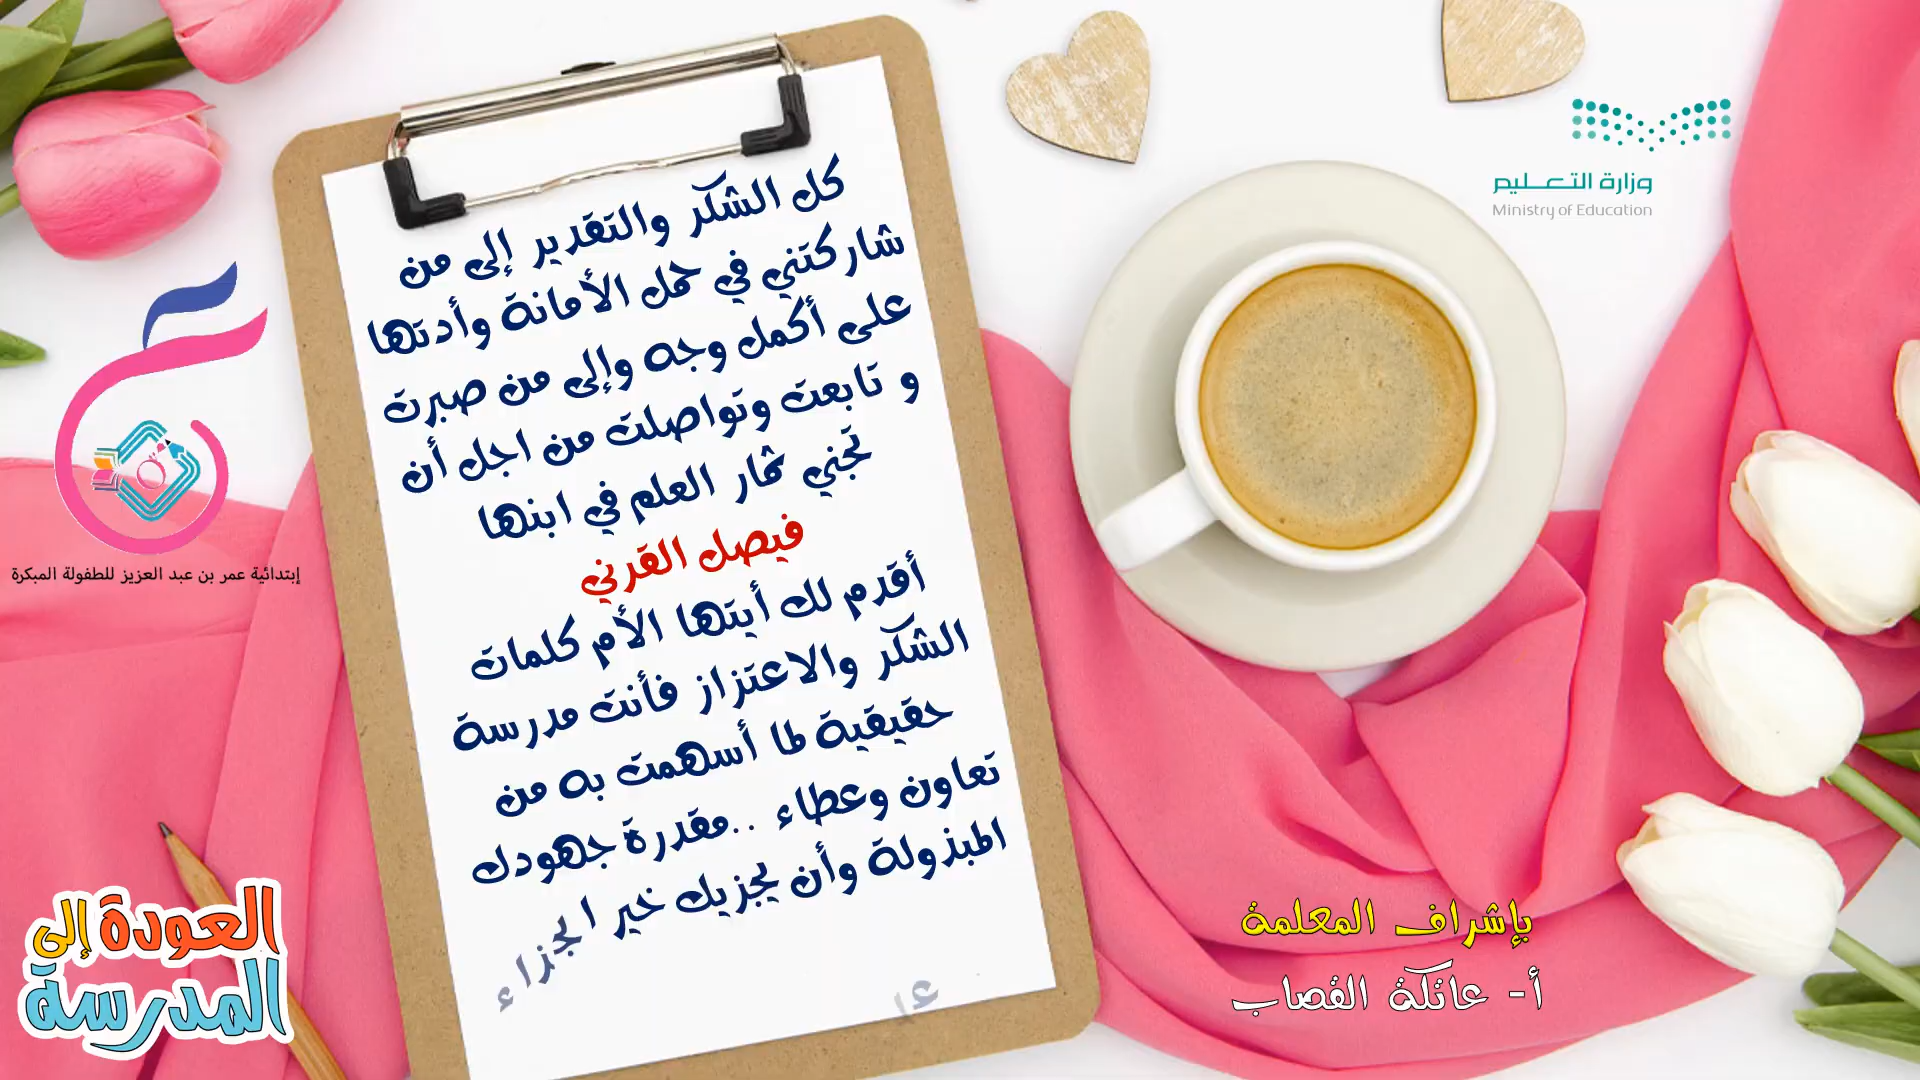 كل الشكر والتقدير إلى من
شاركتني في حمل الأمانة وأدتها
على أكمل وجه وإلى من صبرت
و تابعت وتواصلت من اجل أن
تجني ثمار العلم في ابنها
فيصل القرني
أقدم لك أيتها الأم كلمات
الشكر والاعتزاز فأنت مدرسة
حقيقية لما أسهمت به من
تعاون وعطاء ..مقدرة جهودك
المبذولة وأن يجزيك خير الجزاء
وزارة التعليم
Ministry of Education
إبتدائية عمر بن عبد العزيز للطفولة المبكرة
العودة إلى
المدرسة
بإشراف المعلمة
أ- عاتكة القصاب